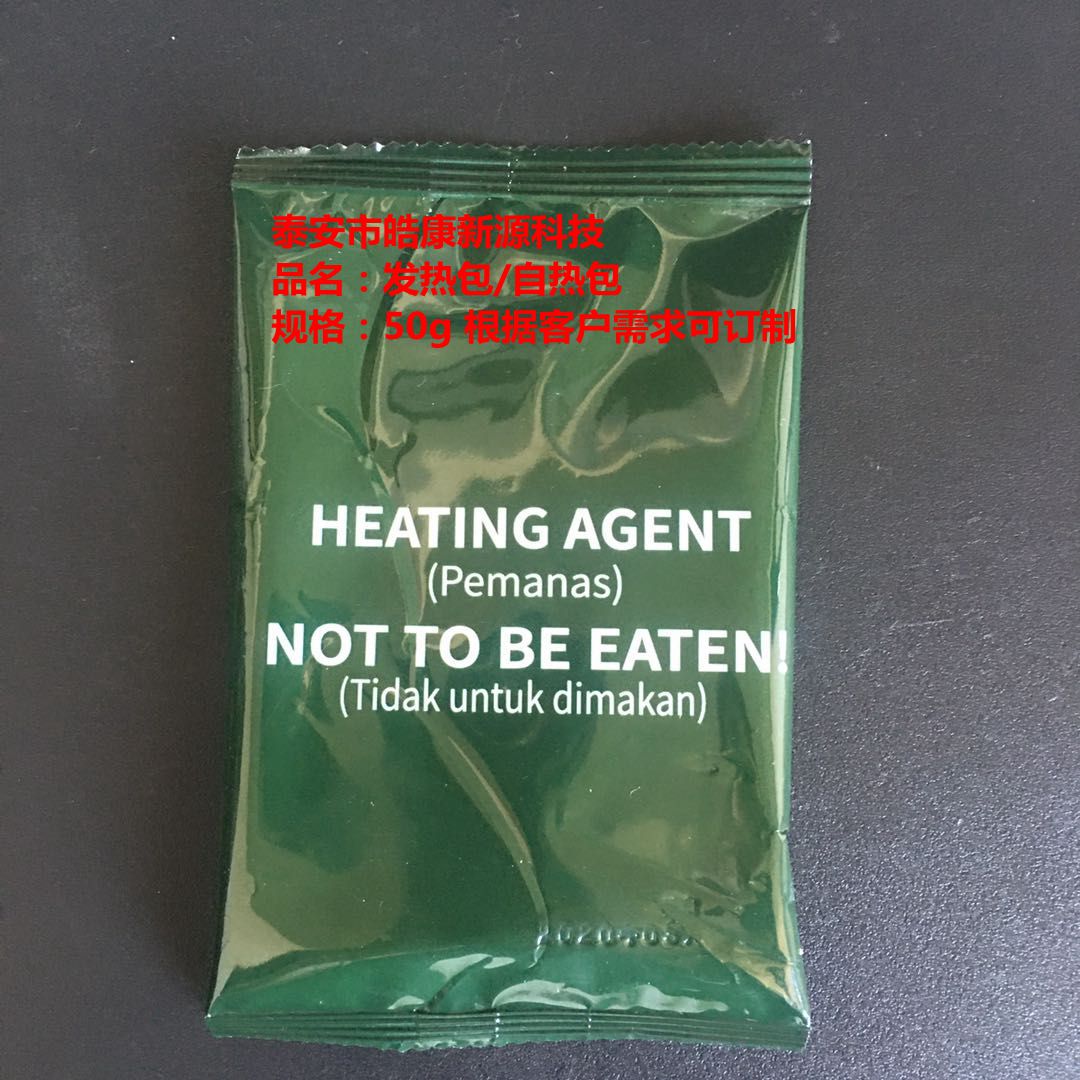 泰安市皓康新源科技
品名：发热包/自热包
规格：50g 根据客户需求可订制
HEATING AGENT
(Pemanas)
NOT TO BE EATEN!
(Tidak untuk dimakan)